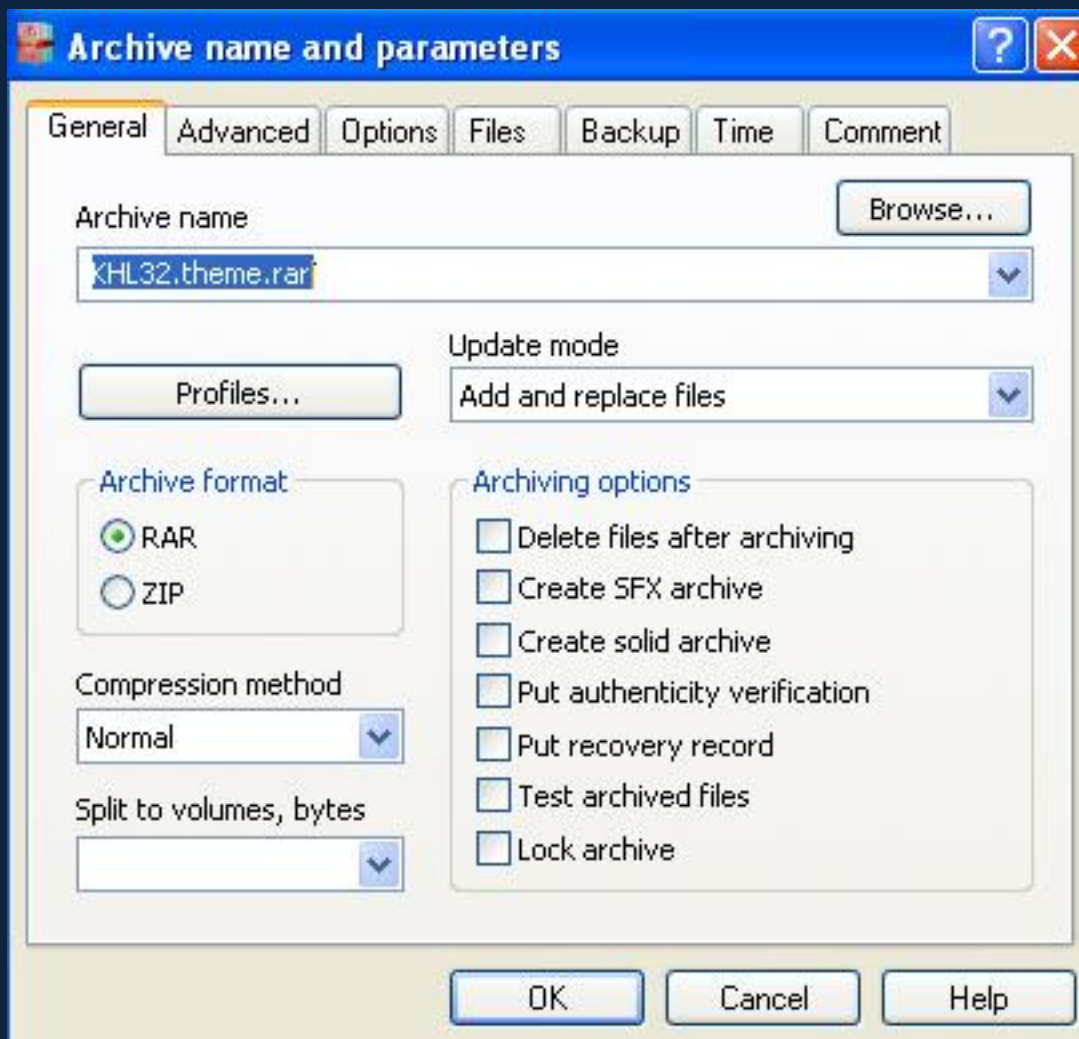 Archive name and parameters
General Advanced Options Files Backup Time Comment
Archive name
Browse...
KHL32.theme.rar
Update mode
Profiles...
Add and replace files
Archive format
Archiving options
RAR
Delete files after archiving
ZIP
Create SFX archive
Create solid archive
Compression method
Put authenticity verification
Normal
Put recovery record
Split to volumes, bytes
Test archived files
Lock archive
OK Cancel Help